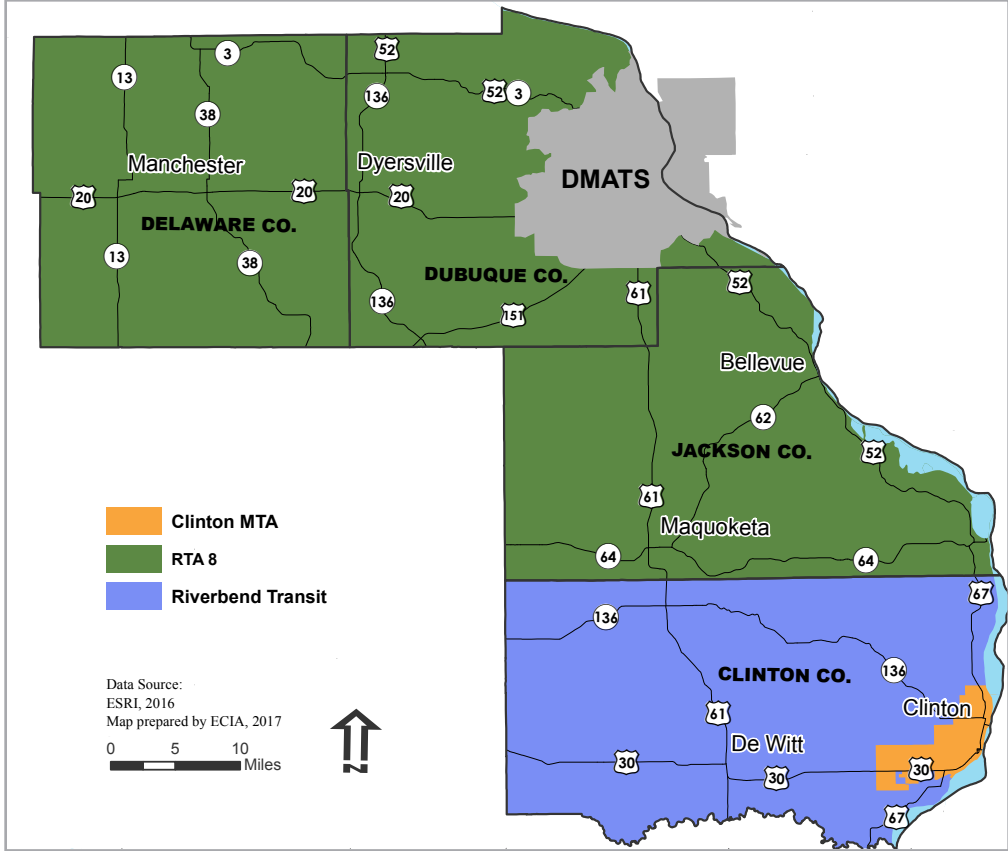 52
3
13
136
52
3
38
Manchester
Dyersville
DMATS
20
20
20
DELAWARE CO.
13
38
DUBUQUE CO.
52
61
136
151
Bellevue
62
JACKSON CO.
52
61
Clinton MTA
Maquoketa
RTA 8
64
64
Riverbend Transit
67
136
CLINTON CO.
136
Data Source:
ESRI, 2016
Map prepared by ECIA, 2017
Clinton
61
De Witt
0 5 10
Miles
N
30
30
30
67